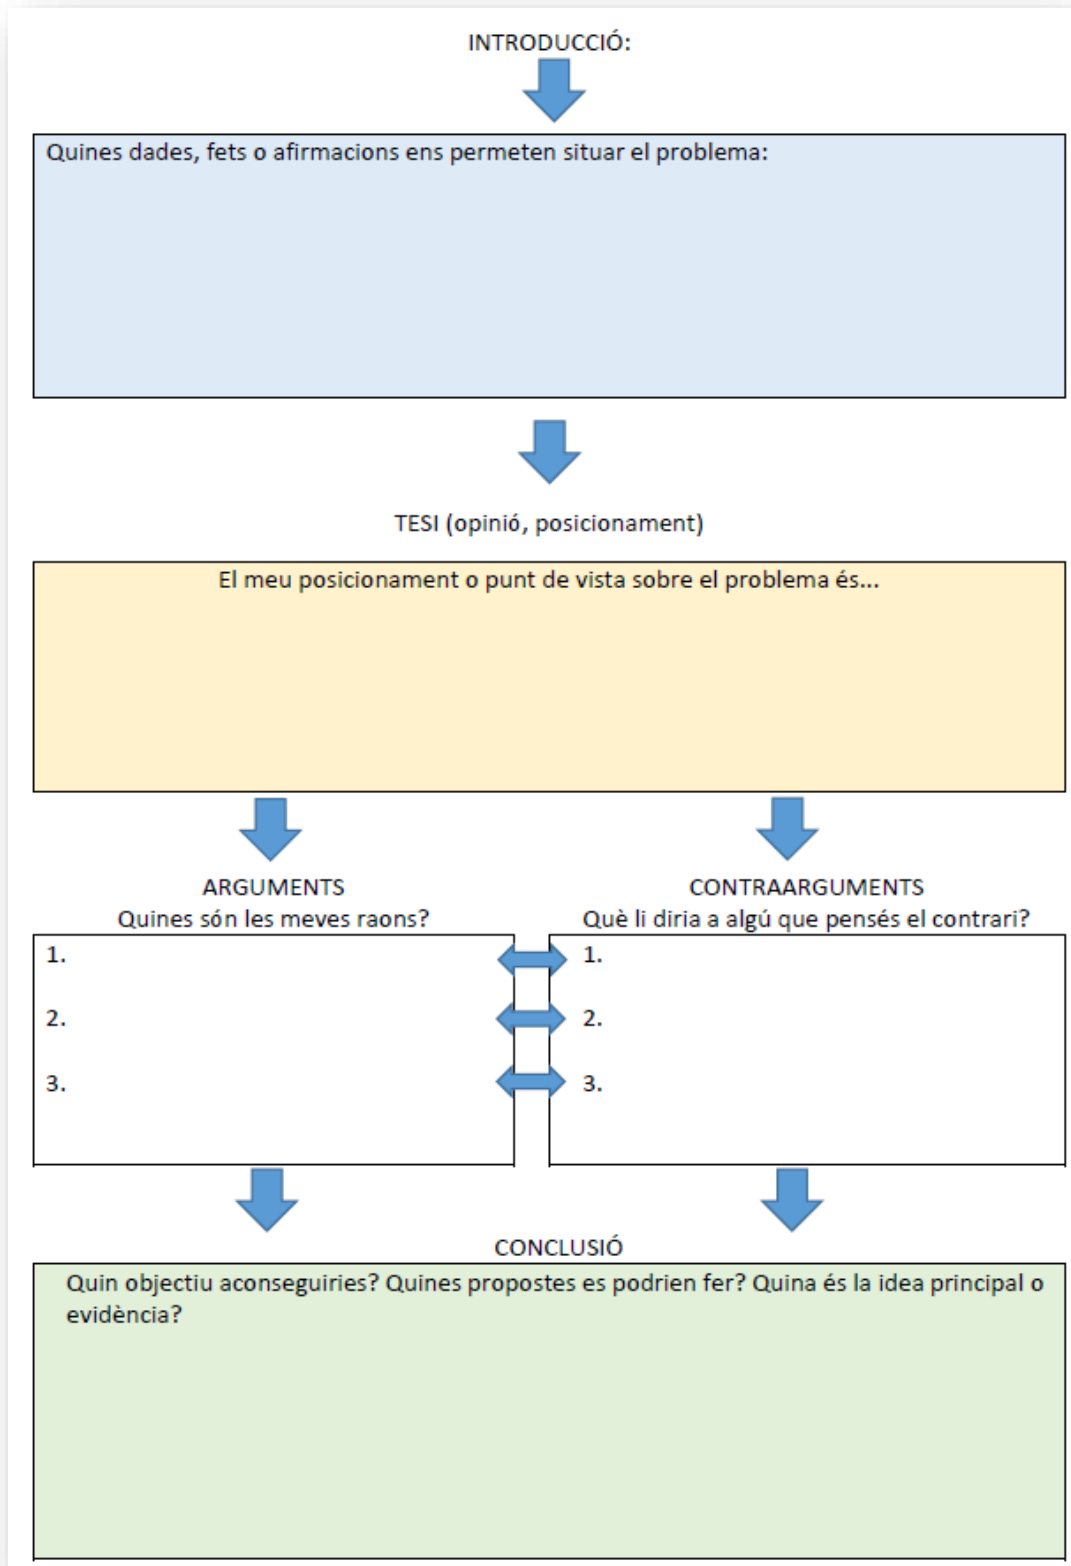 INTRODUCCIÓ:
Quines dades, fets o afirmacions ens permeten situar el problema:
TESI (opinió, posicionament)
El meu posicionament o punt de vista sobre el problema és...
ARGUMENTS
Quines són les meves raons?
1.
2.
3.
CONTRAARGUMENTS
Què li diria a algú que pensés el contrari?
1.
2.
3.
CONCLUSIÓ
Quin objectiu aconseguiries? Quines propostes es podrien fer? Quina és la idea principal o
evidència?